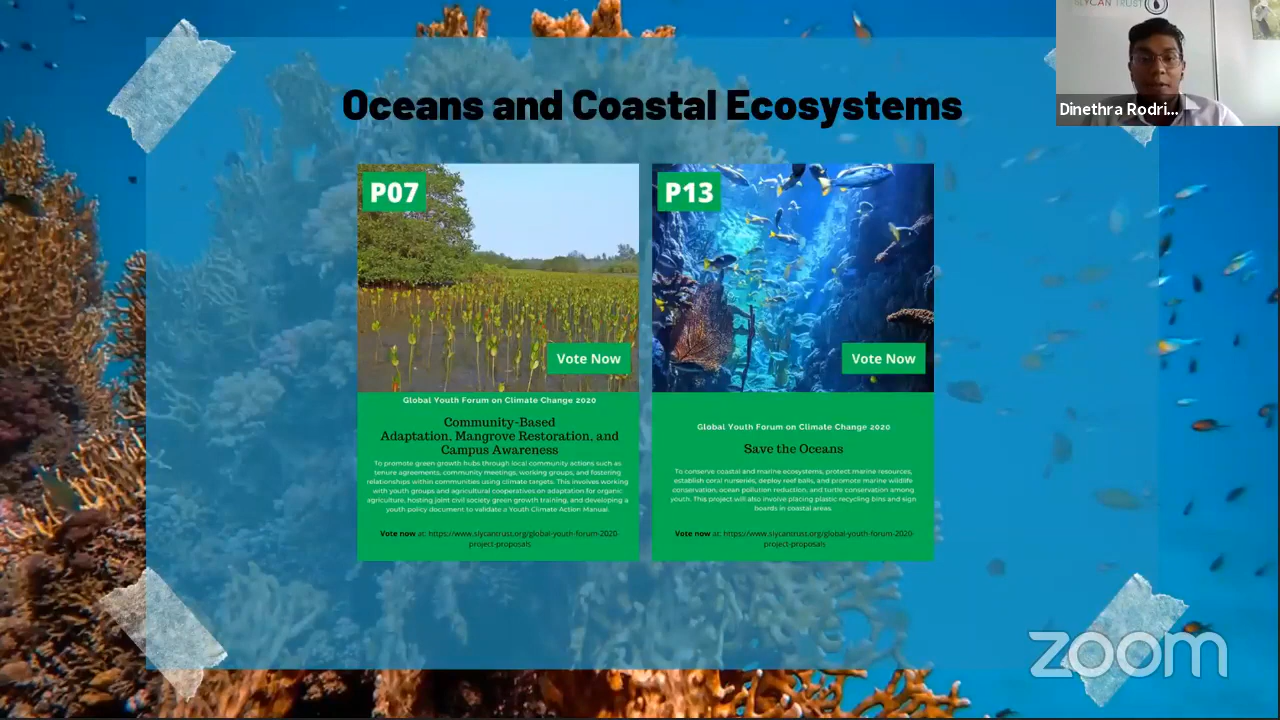 SLYCAN TRUST
Dinethra Rodri...
Oceans and Coastal Ecosystems
P07
Vote Now
Global Youth Forum on Climate Change 2020
Community-Based
Adaptation, Mangrove Restoration, and
Campus Awareness
To promote green growth hubs through local community actions such as
tenure agreements, community meetings, working groups, and fostering
relationships within communities using climate targets. This involves working
with youth groups and agricultural cooperatives on adaptation for organic
agriculture, hosting joint civil society green growth training, and developing a
youth policy document to validate a Youth Climate Action Manual.
Vote now at: https://www.slycantrust.org/global-youth-forum-2020-
project-proposals
P13
Vote Now
Global Youth Forum on Climate Change 2020
Save the Oceans
To conserve coastal and marine ecosystems, protect marine resources,
establish coral nurseries, deploy reef balls, and promote marine wildlife
conservation, ocean pollution reduction, and turtle conservation among
youth. This project will also involve placing plastic recycling bins and sign
boards in coastal areas.
Vote now at: https://www.slycantrust.org/global-youth-forum-2020-
project-proposals
zoom